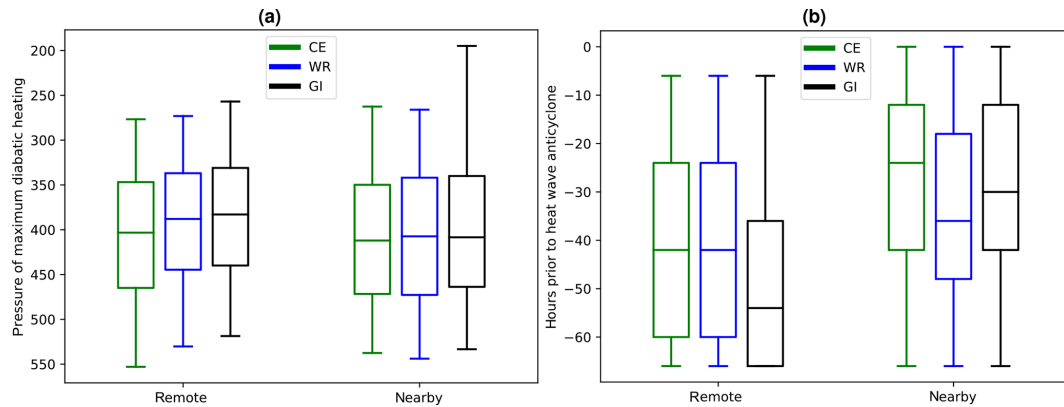 (a)
Pressure of maximum diabatic heating
200
250
300
350
400
450
500
550
CE
WR
GI
Remote
Nearby
(b)
Hours prior to heat wave anticyclone
0
−10
−20
−30
−40
−50
−60
CE
WR
GI
Remote
Nearby